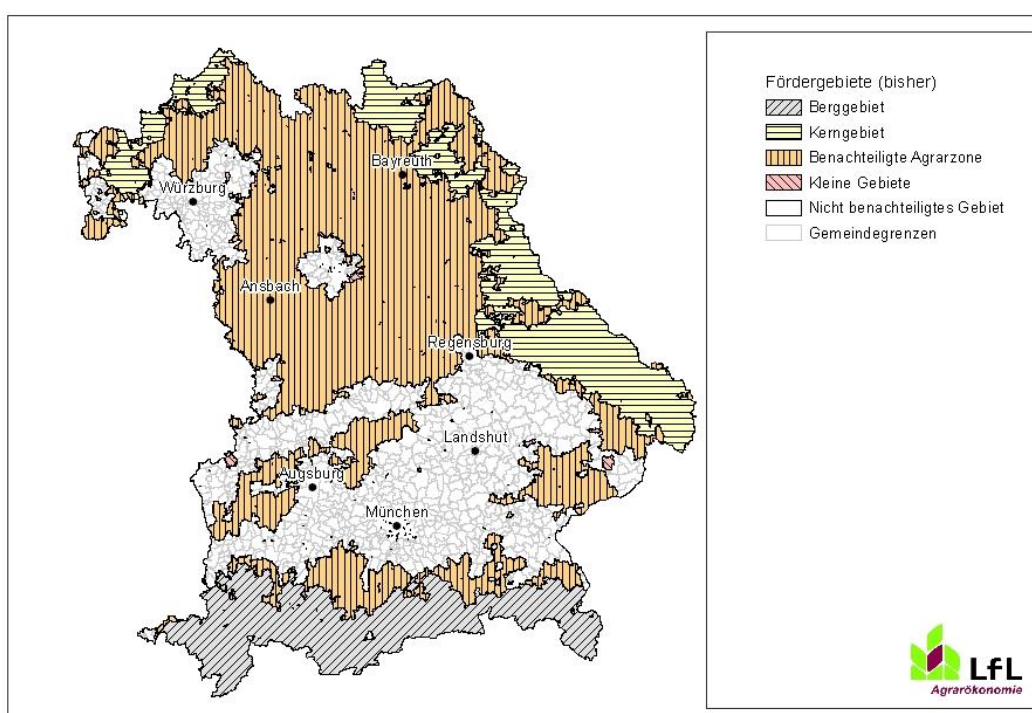 Fördergebiete (bisher)
Berggebiet
Kerngebiet
Benachteiligte Agrarzone
Kleine Gebiete
Nicht benachteiligtes Gebiet
Gemeindegrenzen
Bayreuth
Würzburg
Ansbach
Regensburg
Landshut
Augsburg
München
LfL
Agrarökonomie